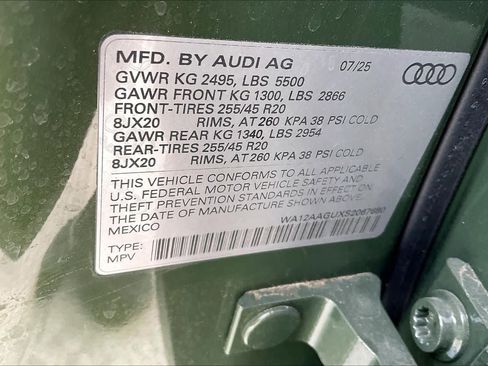 MFD. BY AUDI AG 07/25
GVWR KG 2495, LBS 5500
GAWR FRONT KG 1300, LBS 2866
FRONT-TIRES 255/45 R20
8JX20 RIMS, AT 260 KPA 38 PSI COLD
GAWR REAR KG 1340, LBS 2954
REAR-TIRES 255/45 R20
8JX20 RIMS, AT 260 KPA 38 PSI COLD
THIS VEHICLE CONFORMS TO ALL APPLICABLE
U.S. FEDERAL MOTOR VEHICLE SAFETY AND
THEFT PREVENTION STANDARDS IN EFFECT ON
THE DATE OF MANUFACTURE SHOWN ABOVE.
MEXICO
TYPE:
MPV